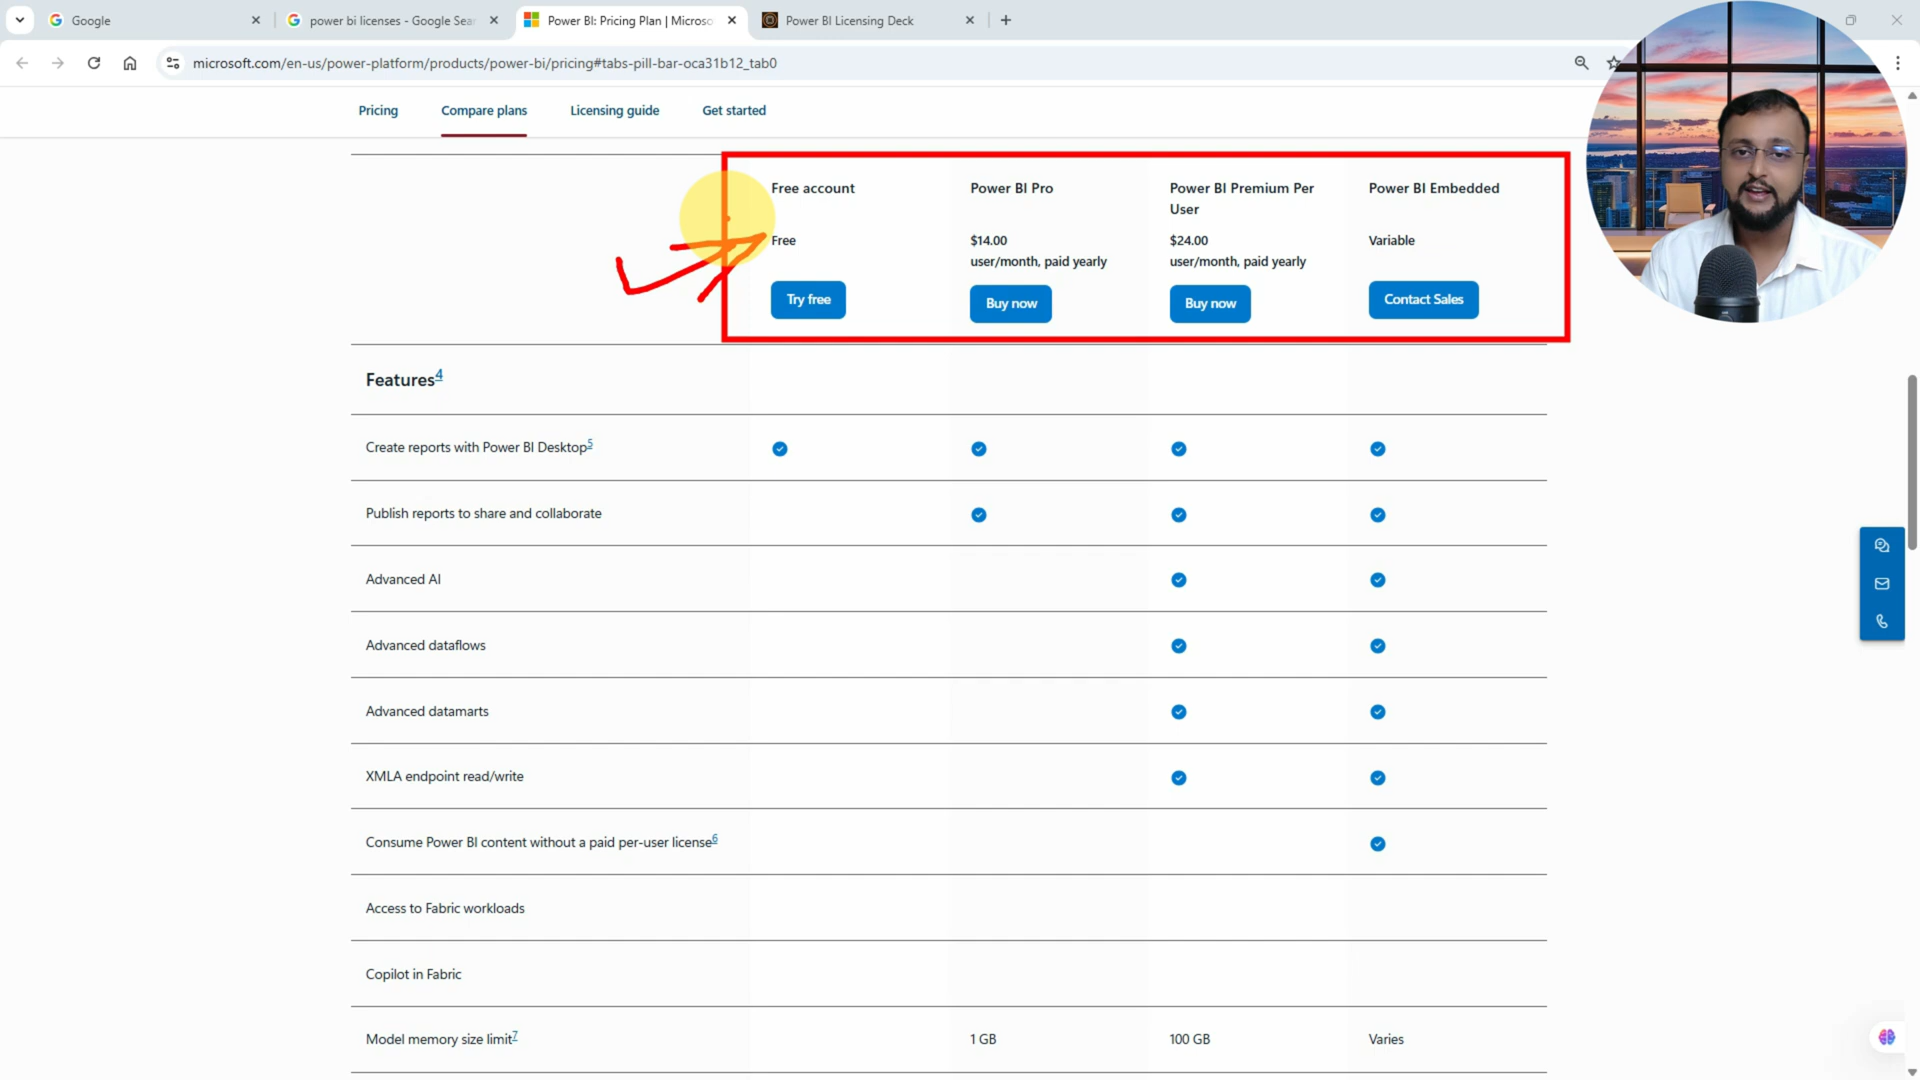 Google
power bi licenses - Google Sear
Power BI: Pricing Plan | Microso
Power BI Licensing Deck
microsoft.com/en-us/power-platform/products/power-bi/pricing#tabs-pill-bar-oca31b12_tab0
Pricing
Compare plans
Licensing guide
Get started
Free account
Power BI Pro
Power BI Premium Per
User
Power BI Embedded
Free
$14.00
user/month, paid yearly
$24.00
user/month, paid yearly
Variable
Try free
Buy now
Buy now
Contact Sales
Features4
Create reports with Power BI Desktop5
Publish reports to share and collaborate
Advanced AI
Advanced dataflows
Advanced datamarts
XMLA endpoint read/write
Consume Power BI content without a paid per-user license6
Access to Fabric workloads
Copilot in Fabric
Model memory size limit7
1 GB
100 GB
Varies